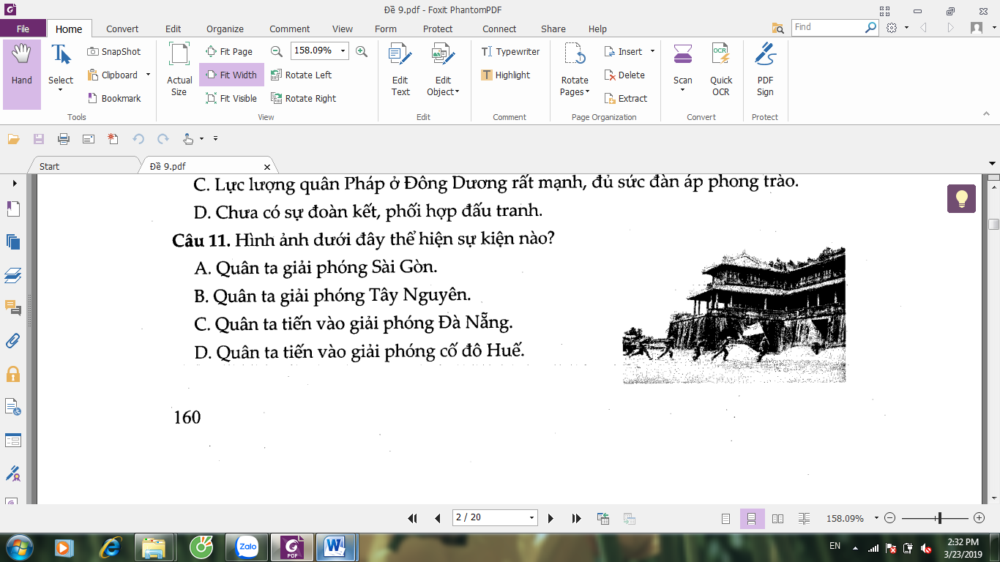 Đề 9.pdf - Foxit PhantomPDF
File Home Convert Edit Organize Comment View Form Protect Connect Share Help Find
Hand
Select
SnapShot
Clipboard
Bookmark
Tools
Actual Size
Fit Page
Fit Width
Fit Visible
158.09%
Rotate Left
Rotate Right
View
Edit Text
Edit Object
Edit
Typewriter
Highlight
Comment
Rotate Pages
Insert
Delete
Extract
Page Organization
Scan
OCR
Quick OCR
Convert
PDF Sign
Protect
Start Đề 9.pdf
C. Lực lượng quân Pháp ở Đông Dương rất mạnh, đủ sức đàn áp phong trào.
D. Chưa có sự đoàn kết, phối hợp đấu tranh.
Câu 11. Hình ảnh dưới đây thể hiện sự kiện nào?
A. Quân ta giải phóng Sài Gòn.
B. Quân ta giải phóng Tây Nguyên.
C. Quân ta tiến vào giải phóng Đà Nẵng.
D. Quân ta tiến vào giải phóng cố đô Huế.
160
2 / 20
158.09%
Zalo
PDF
EN
2:32 PM
3/23/2019